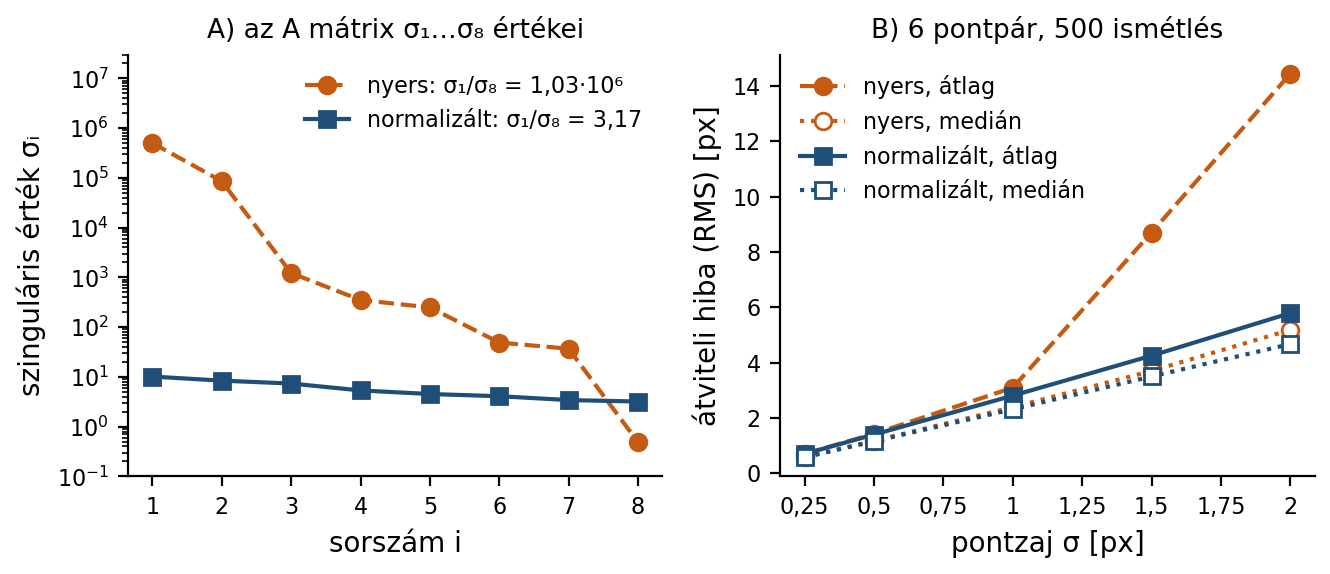 A) az A mátrix σ₁…σ₈ értékei
szinguláris érték σᵢ
10⁷
10⁶
10⁵
10⁴
10³
10²
10¹
10⁰
10⁻¹
nyers: σ₁/σ₈ = 1,03·10⁶
normalizált: σ₁/σ₈ = 3,17
1 2 3 4 5 6 7 8
sorszám i
B) 6 pontpár, 500 ismétlés
átviteli hiba (RMS) [px]
14
12
10
8
6
4
2
0
nyers, átlag
nyers, medián
normalizált, átlag
normalizált, medián
0,25 0,5 0,75 1 1,25 1,5 1,75 2
pontzaj σ [px]